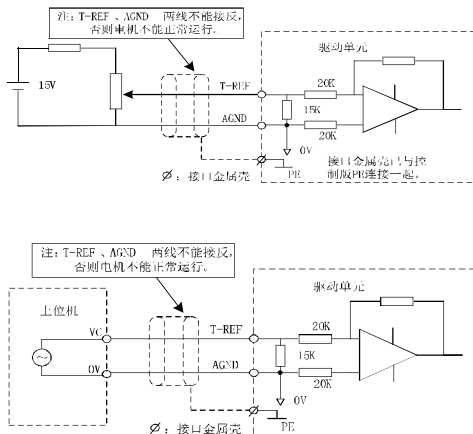 注：T-REF 、AGND 两线不能接反，
否则电机不能正常运行。
驱动单元
15V
T-REF
20K
15K
AGND
20K
0V
PE
Ø：接口金属壳
接口金属壳已与控
制版PE连接一起。
注：T-REF 、AGND 两线不能接反，
否则电机不能正常运行。
驱动单元
上位机
VC
T-REF
20K
15K
0V
AGND
20K
0V
PE
Ø：接口金属壳